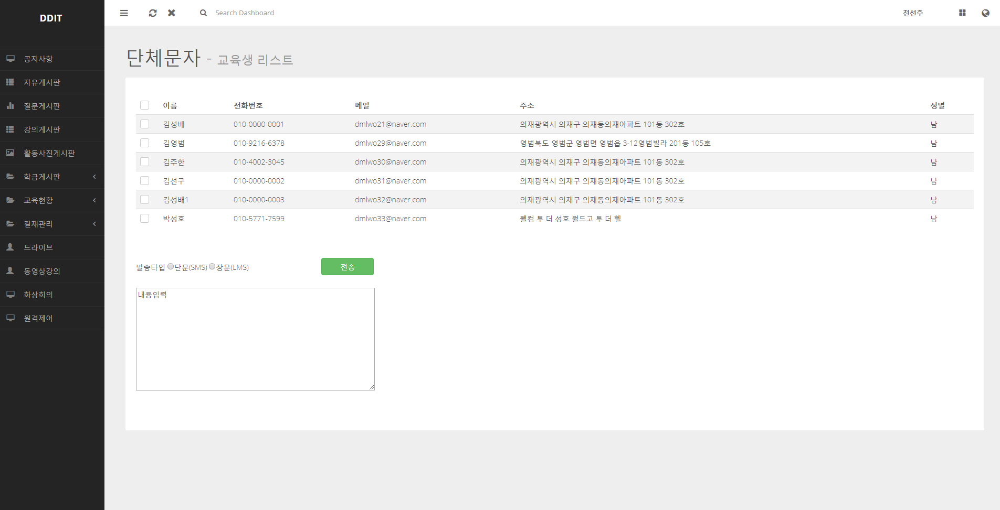 DDIT
Search Dashboard
천선주
공지사항
자유게시판
질문게시판
강의게시판
활동사진게시판
학급게시판
교육현황
결재관리
드라이브
동영상강의
화상회의
원격제어
단체문자 - 교육생 리스트
이름 전화번호 메일 주소 성별
김성배 010-0000-0001 dmlwo21@naver.com 의재광역시 의재구 의재동의재아파트 101동 302호 남
김영범 010-9216-6378 dmlwo29@naver.com 영범북도 영범군 영범면 영범읍 3-12영범빌라 201동 105호 남
김주한 010-4002-3045 dmlwo30@naver.com 의재광역시 의재구 의재동의재아파트 101동 302호 남
김선구 010-0000-0002 dmlwo31@naver.com 의재광역시 의재구 의재동의재아파트 101동 302호 남
김성배1 010-0000-0003 dmlwo32@naver.com 의재광역시 의재구 의재동의재아파트 101동 302호 남
박성호 010-5771-7599 dmlwo33@naver.com 웰컴 투 더 성호 월드고 투 더 헬 남
발송타입 단문(SMS) 장문(LMS) 전송
내용입력